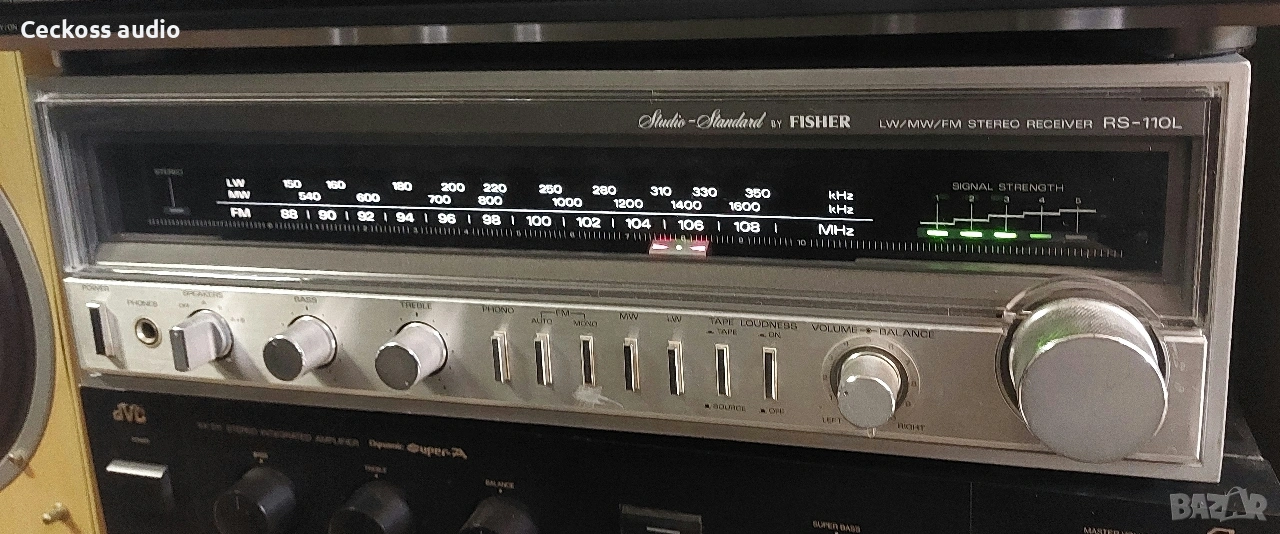 Ceckoss audio
Studio-Standard BY FISHER LW/MW/FM STEREO RECEIVER RS-110L
STEREO
SIGNAL STRENGTH
1 2 3 4 5
LW 150 160 180 200 220 250 280 310 330 350 kHz
MW 540 600 700 800 1000 1200 1400 1600 kHz
FM 88 90 92 94 96 98 100 102 104 106 108 MHz
POWER PHONES SPEAKERS BASS TREBLE PHONO FM MW LW TAPE LOUDNESS VOLUME BALANCE
OFF A A+B AUTO MONO TAPE ON
SOURCE OFF LEFT RIGHT
JVC
STEREO INTEGRATED AMPLIFIER Dynamic Super-A
BASS TREBLE BALANCE
SUPER BASS
BAZAR